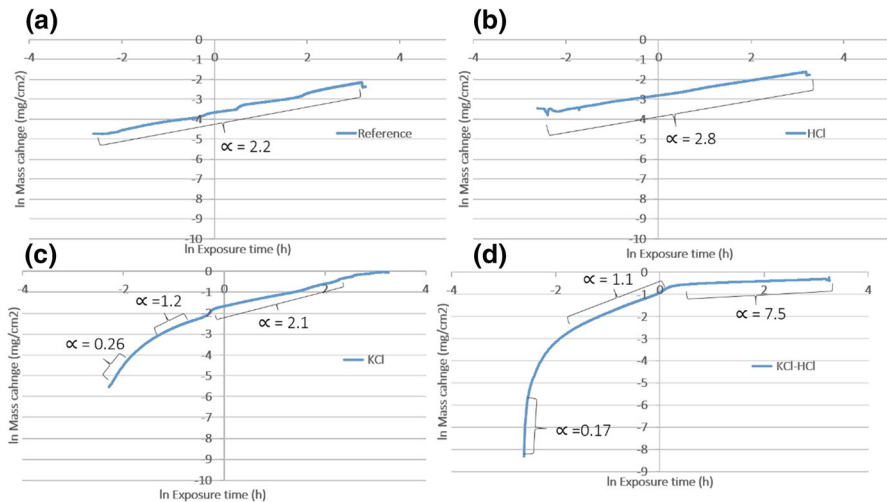 (a)
0
-4
-2
0
2
4
-1
-2
-3
-4
-5
-6
-7
-8
-9
-10
ln Mass cahnge (mg/cm2)
∝ = 2.2
Reference
ln Exposure time (h)
(b)
0
-4
-2
0
2
4
-1
-2
-3
-4
-5
-6
-7
-8
-9
-10
ln Mass cahnge (mg/cm2)
∝ = 2.8
HCl
ln Exposure time (h)
(c)
0
-4
-2
0
2
4
-1
-2
-3
-4
-5
-6
-7
-8
-9
-10
ln Mass cahnge (mg/cm2)
∝=1.2
∝ = 0.26
∝ = 2.1
KCl
ln Exposure time (h)
(d)
0
-4
-2
0
2
4
-1
-2
-3
-4
-5
-6
-7
-8
-9
ln Mass cahnge (mg/cm2)
∝ = 1.1
∝ = 7.5
∝=0.17
KCl-HCl
ln Exposure time (h)